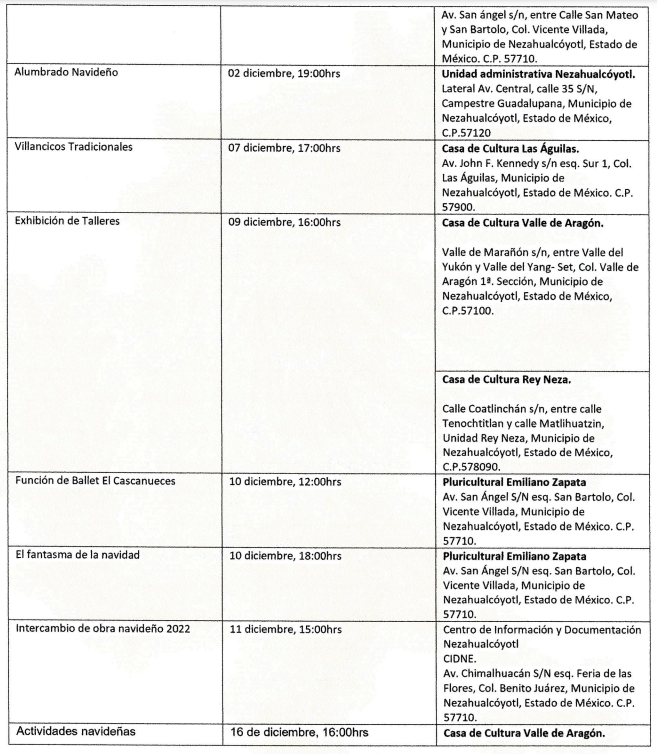 Av. San ángel s/n, entre Calle San Mateo
y San Bartolo, Col. Vicente Villada,
Municipio de Nezahualcóyotl, Estado de
México. C.P. 57710.
Alumbrado Navideño
02 diciembre, 19:00hrs
Unidad administrativa Nezahualcóyotl.
Lateral Av. Central, calle 35 S/N,
Campestre Guadalupana, Municipio de
Nezahualcóyotl, Estado de México,
C.P.57120
Villancicos Tradicionales
07 diciembre, 17:00hrs
Casa de Cultura Las Águilas.
Av. John F. Kennedy s/n esq. Sur 1, Col.
Las Águilas, Municipio de
Nezahualcóyotl, Estado de México. C.P.
57900.
Exhibición de Talleres
09 diciembre, 16:00hrs
Casa de Cultura Valle de Aragón.
Valle de Marañón s/n, entre Valle del
Yukón y Valle del Yang- Set, Col. Valle de
Aragón 1ª. Sección, Municipio de
Nezahualcóyotl, Estado de México,
C.P.57100.
Casa de Cultura Rey Neza.
Calle Coatlinchán s/n, entre calle
Tenochtitlan y calle Matlihuatzin,
Unidad Rey Neza, Municipio de
Nezahualcóyotl, Estado de México,
C.P.578090.
Función de Ballet El Cascanueces
10 diciembre, 12:00hrs
Pluricultural Emiliano Zapata
Av. San Ángel S/N esq. San Bartolo, Col.
Vicente Villada, Municipio de
Nezahualcóyotl, Estado de México. C.P.
57710.
El fantasma de la navidad
10 diciembre, 18:00hrs
Pluricultural Emiliano Zapata
Av. San Ángel S/N esq. San Bartolo, Col.
Vicente Villada, Municipio de
Nezahualcóyotl, Estado de México. C.P.
57710.
Intercambio de obra navideño 2022
11 diciembre, 15:00hrs
Centro de Información y Documentación
Nezahualcóyotl
CIDNE.
Av. Chimalhuacán S/N esq. Feria de las
Flores, Col. Benito Juárez, Municipio de
Nezahualcóyotl, Estado de México. C.P.
57710.
Actividades navideñas
16 de diciembre, 16:00hrs
Casa de Cultura Valle de Aragón.